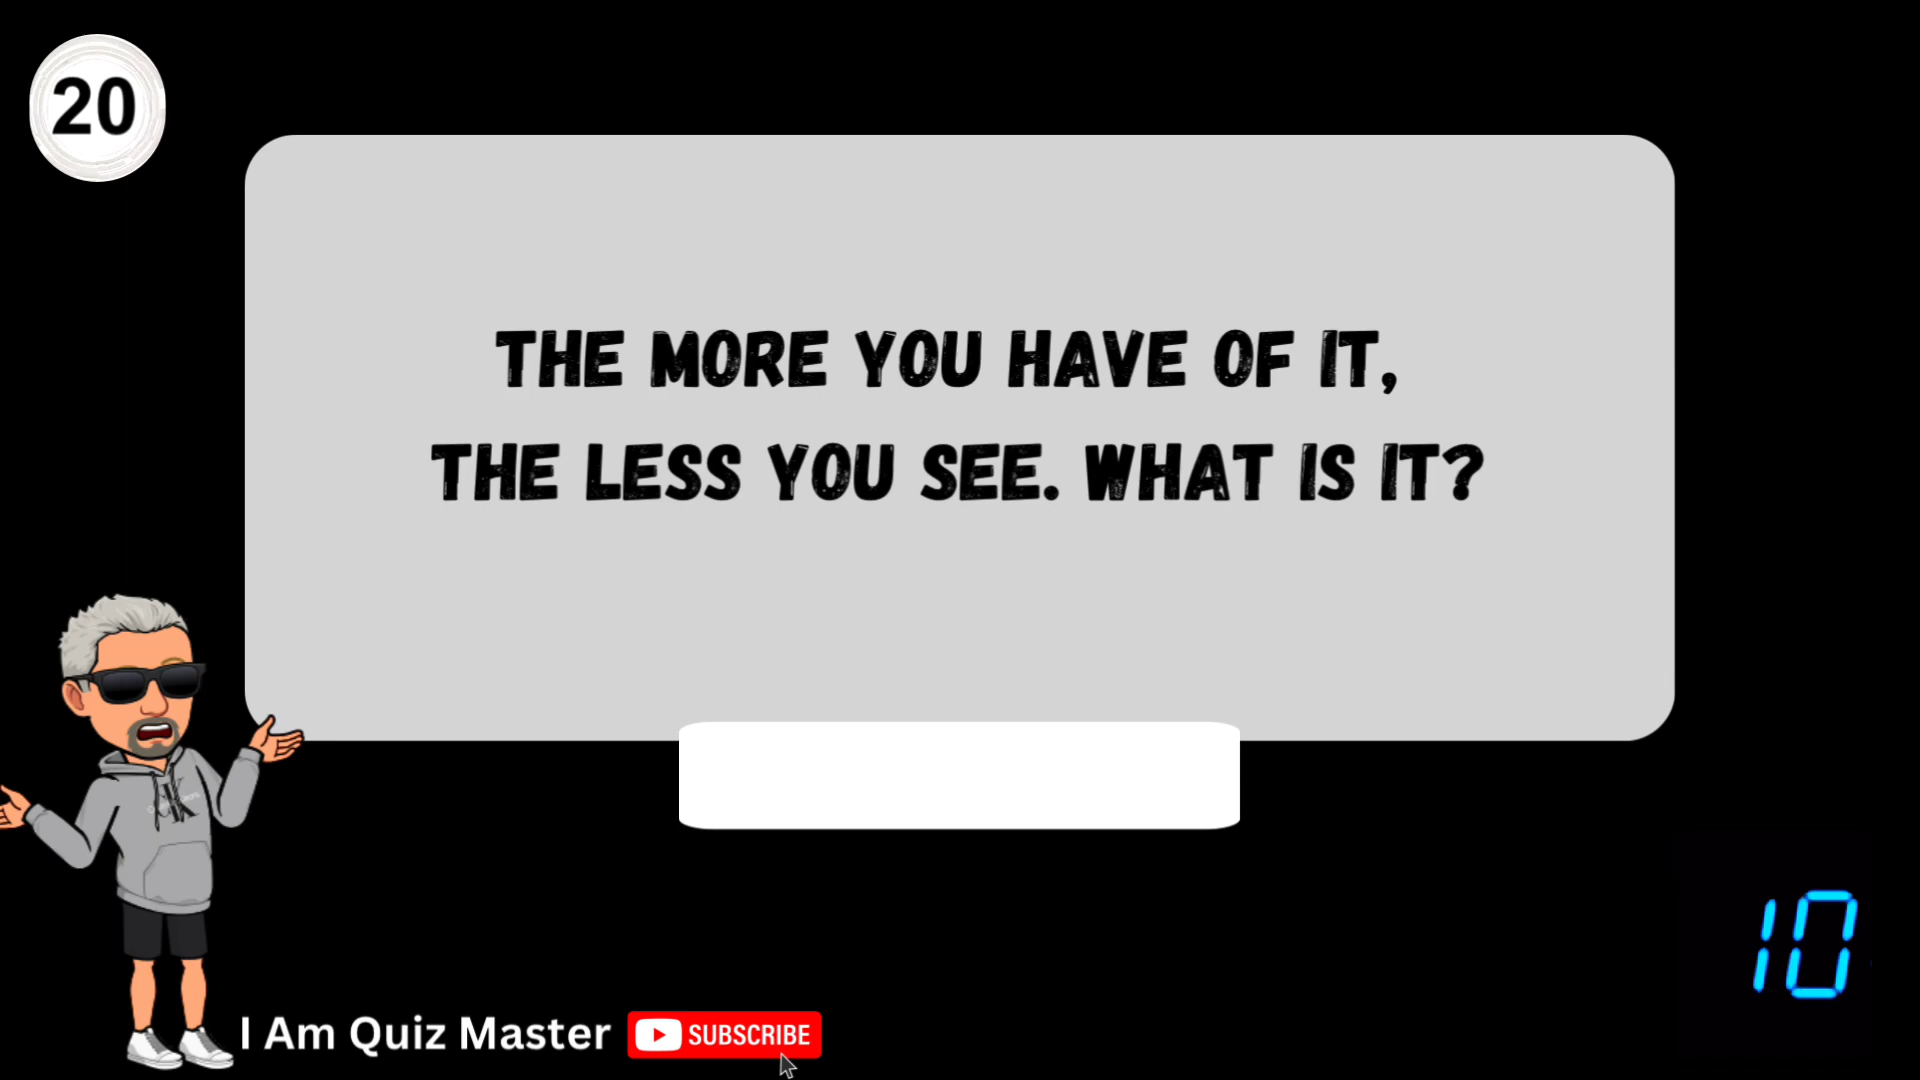 20
THE MORE YOU HAVE OF IT,
THE LESS YOU SEE. WHAT IS IT?
10
I Am Quiz Master SUBSCRIBE